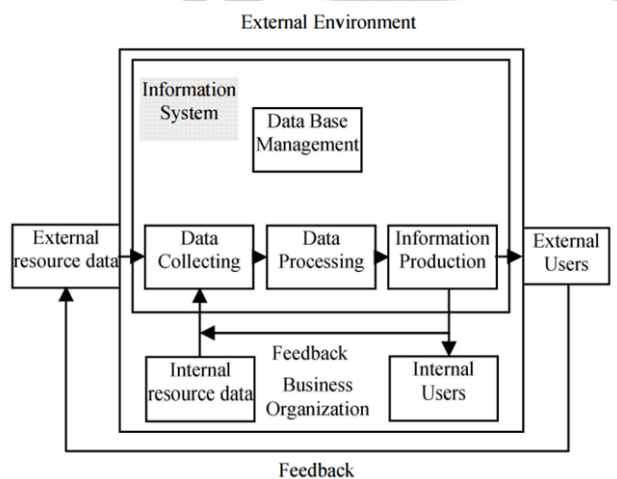 External Environment
Information
System
Data Base
Management
External
resource data
Data
Collecting
Data
Processing
Information
Production
External
Users
Feedback
Internal
resource data
Business
Organization
Internal
Users
Feedback